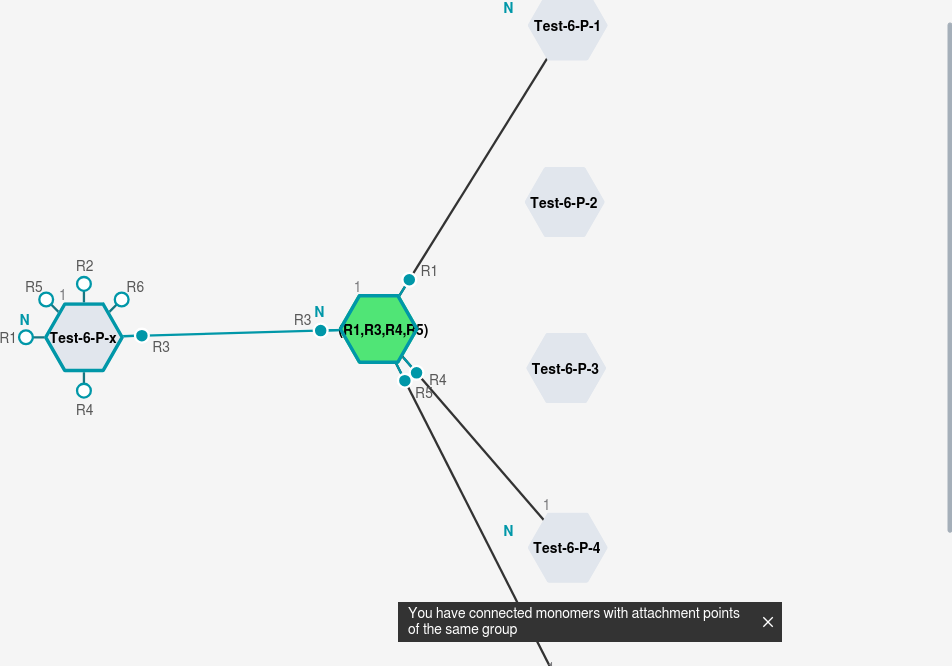 N
Test-6-P-1
Test-6-P-2
R2
R5
1
R6
N
R1
Test-6-P-x
R3
R4
R3
N
1
R1
(R1,R3,R4,R5)
R4
R5
Test-6-P-3
1
N
Test-6-P-4
You have connected monomers with attachment points
of the same group